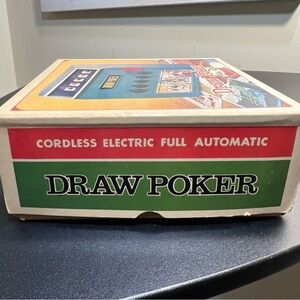 CORDLESS ELECTRIC FULL AUTOMATIC
DRAW POKER